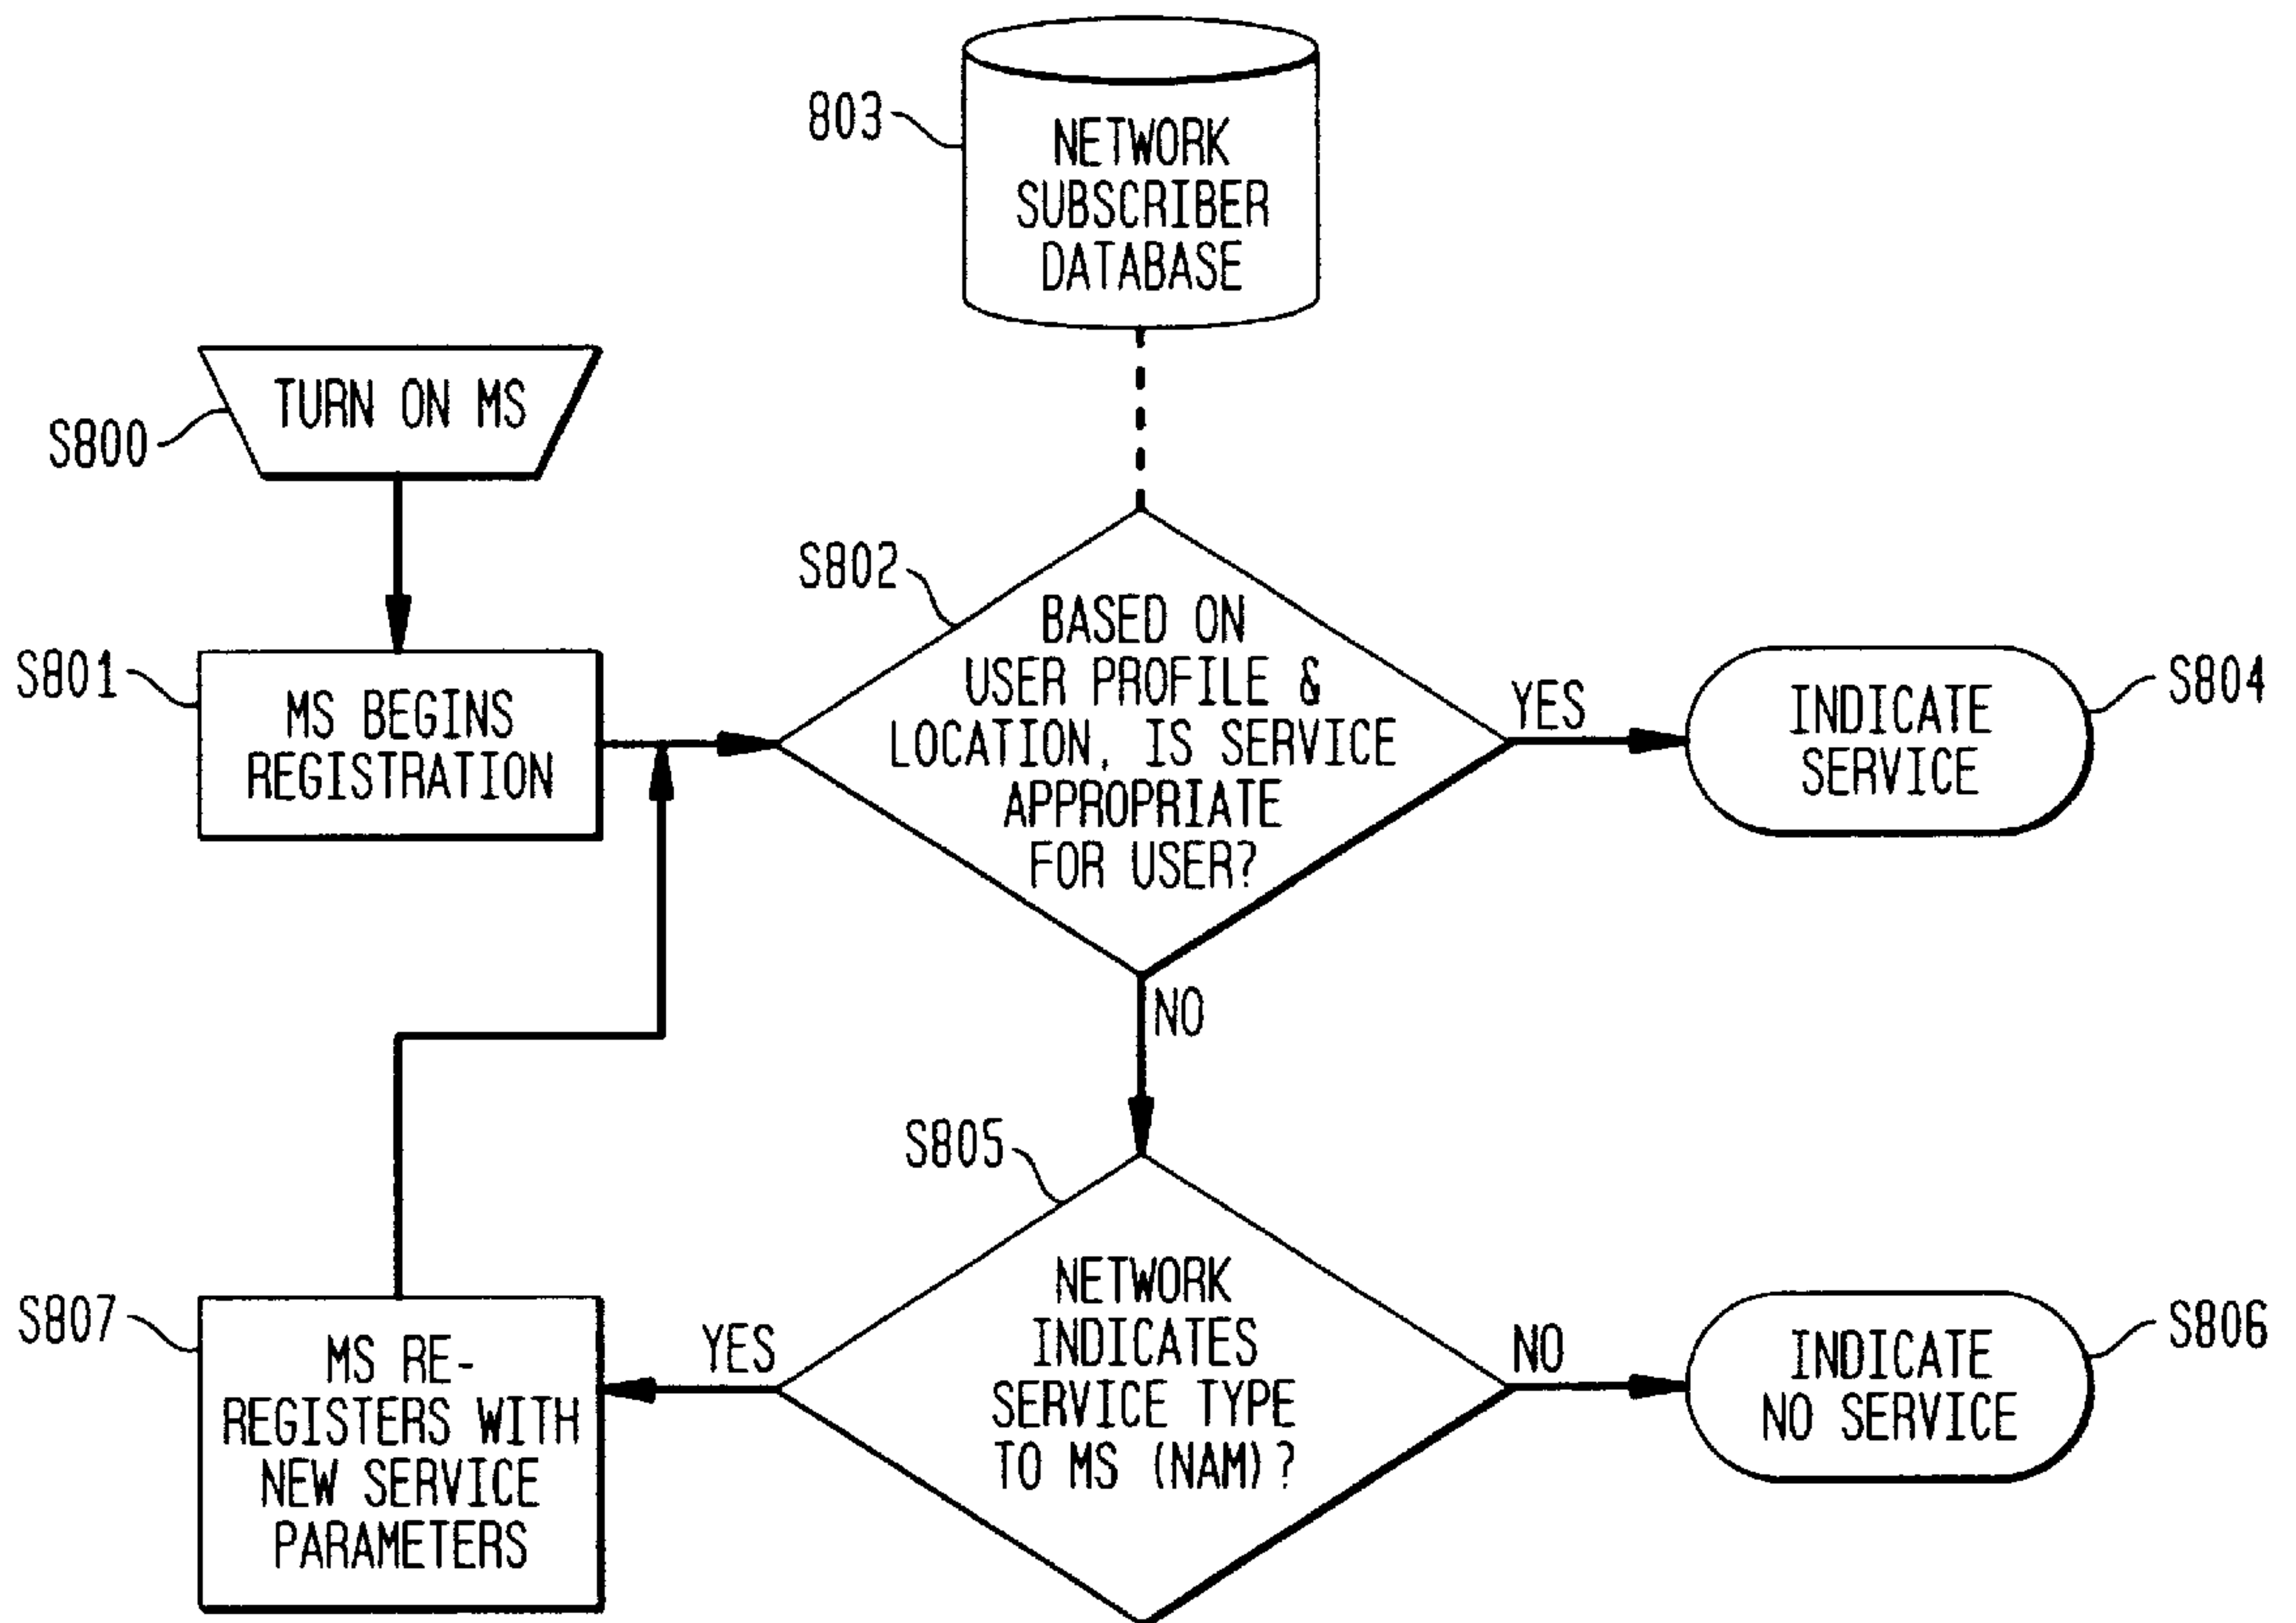 803
NETWORK
SUBSCRIBER
DATABASE
S800
TURN ON MS
S801
MS BEGINS
REGISTRATION
S802
BASED ON
USER PROFILE &
LOCATION, IS SERVICE
APPROPRIATE
FOR USER?
YES
INDICATE
SERVICE
S804
NO
S805
NETWORK
INDICATES
SERVICE TYPE
TO MS (NAM)?
YES
S807
MS RE-
REGISTERS WITH
NEW SERVICE
PARAMETERS
NO
INDICATE
NO SERVICE
S806